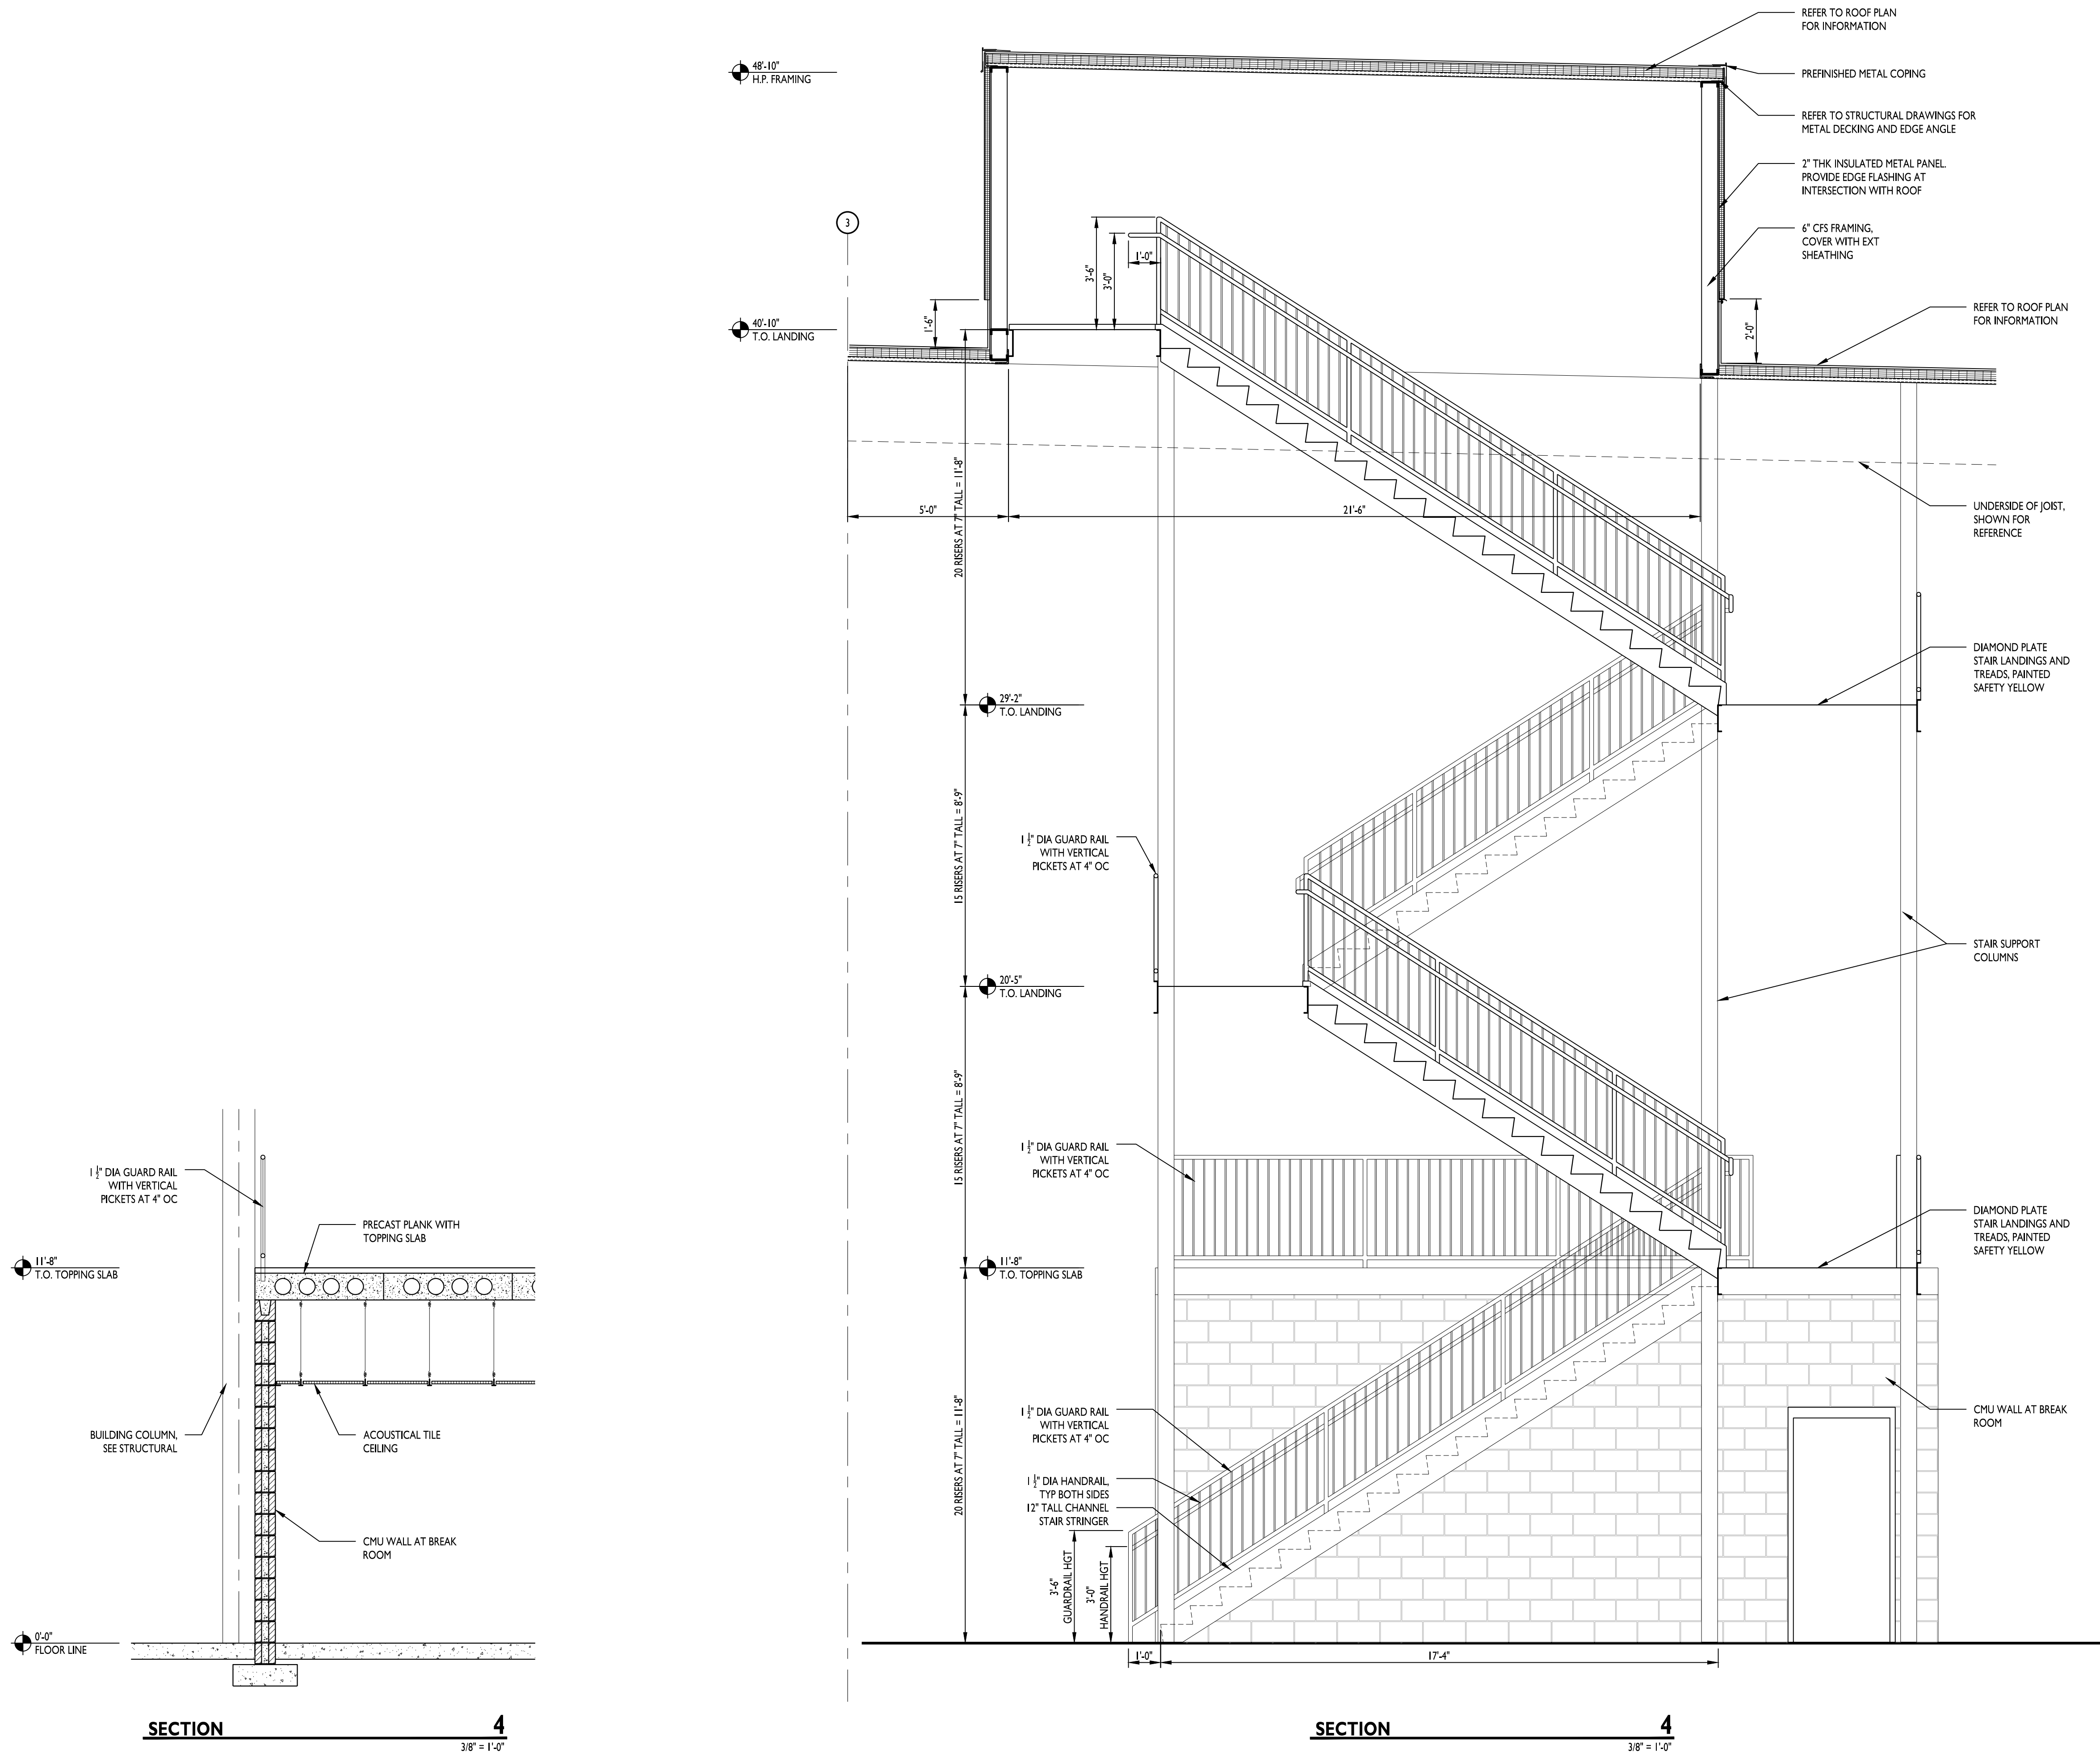 1 1/2" DIA GUARD RAIL
WITH VERTICAL
PICKETS AT 4" OC
PRECAST PLANK WITH
TOPPING SLAB
11'-8"
T.O. TOPPING SLAB
BUILDING COLUMN,
SEE STRUCTURAL
ACOUSTICAL TILE
CEILING
CMU WALL AT BREAK
ROOM
0'-0"
FLOOR LINE
SECTION
4
3/8" = 1'-0"
48'-10"
H.P. FRAMING
3
40'-10"
T.O. LANDING
1'-6"
1'-0"
3'-6"
3'-0"
2'-0"
5'-0"
21'-6"
20 RISERS AT 7" TALL = 11'-8"
29'-2"
T.O. LANDING
15 RISERS AT 7" TALL = 8'-9"
1 1/2" DIA GUARD RAIL
WITH VERTICAL
PICKETS AT 4" OC
20'-5"
T.O. LANDING
15 RISERS AT 7" TALL = 8'-9"
1 1/2" DIA GUARD RAIL
WITH VERTICAL
PICKETS AT 4" OC
11'-8"
T.O. TOPPING SLAB
20 RISERS AT 7" TALL = 11'-8"
1 1/2" DIA GUARD RAIL
WITH VERTICAL
PICKETS AT 4" OC
1 1/2" DIA HANDRAIL,
TYP BOTH SIDES
12" TALL CHANNEL
STAIR STRINGER
3'-6"
GUARDRAIL HGT
3'-0"
HANDRAIL HGT
1'-0"
17'-4"
REFER TO ROOF PLAN
FOR INFORMATION
PREFINISHED METAL COPING
REFER TO STRUCTURAL DRAWINGS FOR
METAL DECKING AND EDGE ANGLE
2" THK INSULATED METAL PANEL.
PROVIDE EDGE FLASHING AT
INTERSECTION WITH ROOF
6" CFS FRAMING,
COVER WITH EXT
SHEATHING
REFER TO ROOF PLAN
FOR INFORMATION
UNDERSIDE OF JOIST,
SHOWN FOR
REFERENCE
DIAMOND PLATE
STAIR LANDINGS AND
TREADS, PAINTED
SAFETY YELLOW
STAIR SUPPORT
COLUMNS
DIAMOND PLATE
STAIR LANDINGS AND
TREADS, PAINTED
SAFETY YELLOW
CMU WALL AT BREAK
ROOM
SECTION
4
3/8" = 1'-0"